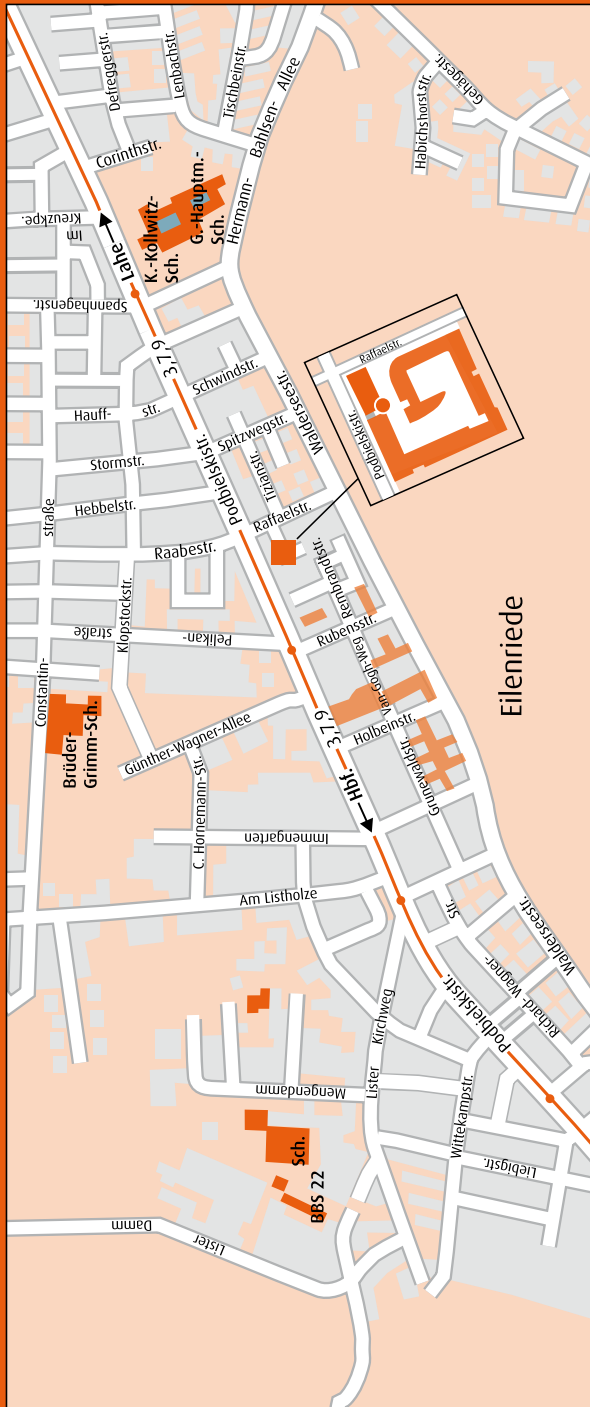 Defreggerstr.
Lenbachstr.
Tischbeinstr.
Hermann-
Bahlsen-
Allee
Gehägestr.
Habichshorststr.
Corinthstr.
Im
Kreuzkpe.
Lahe
K.-Kollwitz-
Sch.
G.-Hauptm.-
Sch.
Spannhagenstr.
3,7,9
Schwindstr.
Hauff-
str.
Stormstr.
Spitzwegstr.
Walderseestr.
Tizianstr.
Hebbelstr.
Podbielskistr.
Raffaelstr.
Raabestr.
straße
Constantin-
Klopstockstr.
Pelikan-
straße
Rembrandtstr.
Rubensstr.
Van-Gogh-Weg
Raffaelstr.
Podbielskistr.
Eilenriede
Brüder-
Grimm-Sch.
Günther-Wagner-Allee
3,7,9
Hbf.
Holbeinstr.
Grunewaldstr.
C. Hornemann-Str.
Immengarten
Am Listholze
Str.
Richard-
Wagner-
Walderseestr.
Podbielskistr.
Lister
Kirchweg
Mengendamm
Wittekampstr.
Liebigstr.
Sch.
BBS 22
Lister
Damm